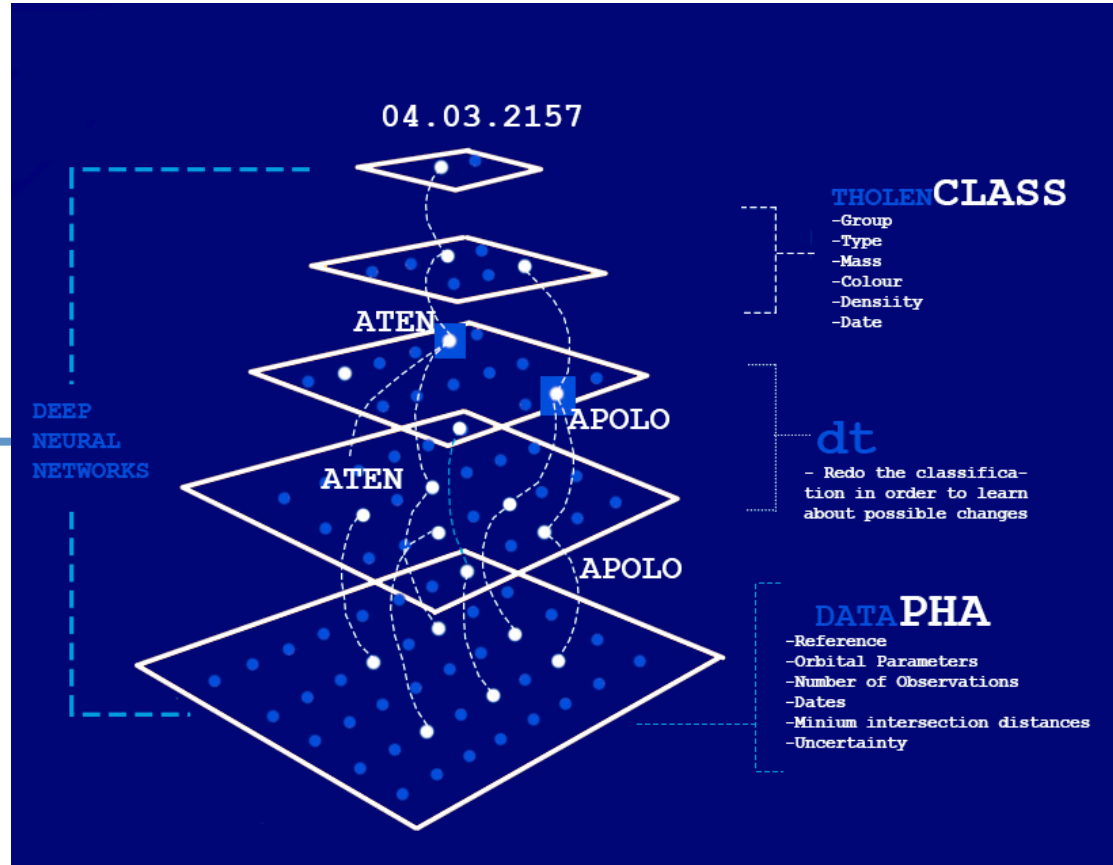 04.03.2157
THOLENCLASS
-Group
-Type
-Mass
-Colour
-Densiity
-Date
ATEN
APOLO
DEEP
NEURAL
NETWORKS
dt
- Redo the classifica-
tion in order to learn
about possible changes
ATEN
APOLO
DATAPHA
-Reference
-Orbital Parameters
-Number of Observations
-Dates
-Minium intersection distances
-Uncertainty